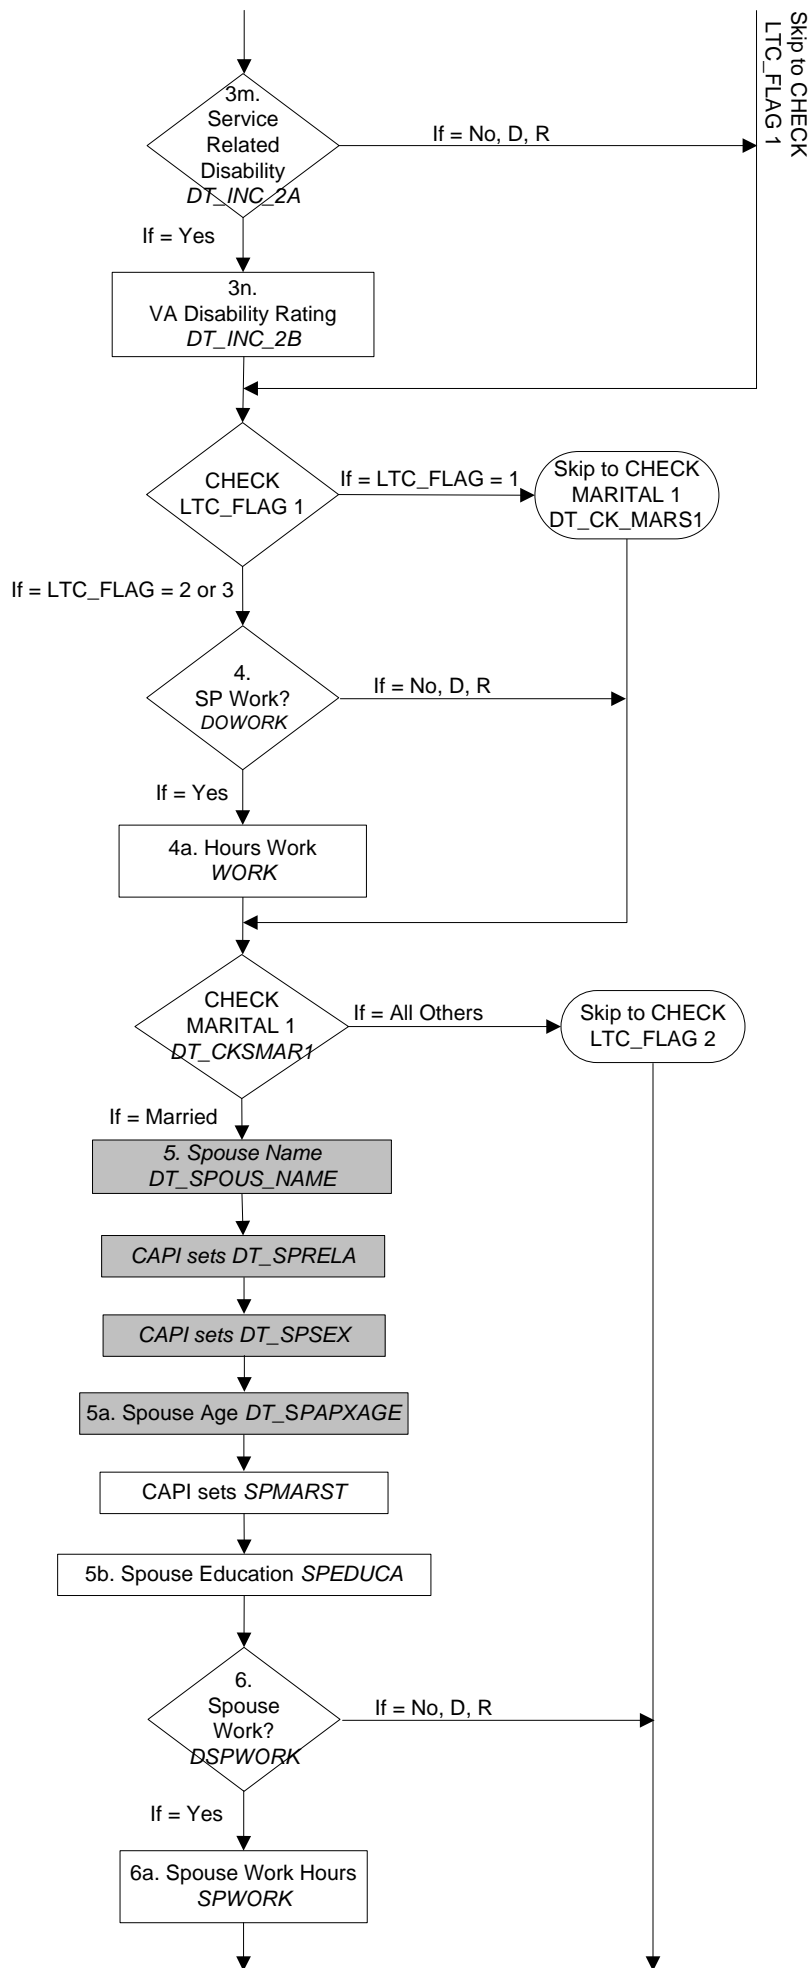 Skip to CHECK
LTC_FLAG 1
3m.
Service
Related
Disability
DT_INC_2A
If = No, D, R
If = Yes
3n.
VA Disability Rating
DT_INC_2B
CHECK
LTC_FLAG 1
If = LTC_FLAG = 1
Skip to CHECK
MARITAL 1
DT_CK_MARS1
If = LTC_FLAG = 2 or 3
4.
SP Work?
DOWORK
If = No, D, R
If = Yes
4a. Hours Work
WORK
CHECK
MARITAL 1
DT_CKSMAR1
If = All Others
Skip to CHECK
LTC_FLAG 2
If = Married
5. Spouse Name
DT_SPOUS_NAME
CAPI sets DT_SPRELA
CAPI sets DT_SPSEX
5a. Spouse Age DT_SPAPXAGE
CAPI sets SPMARST
5b. Spouse Education SPEDUCA
6.
Spouse
Work?
DSPWORK
If = No, D, R
If = Yes
6a. Spouse Work Hours
SPWORK